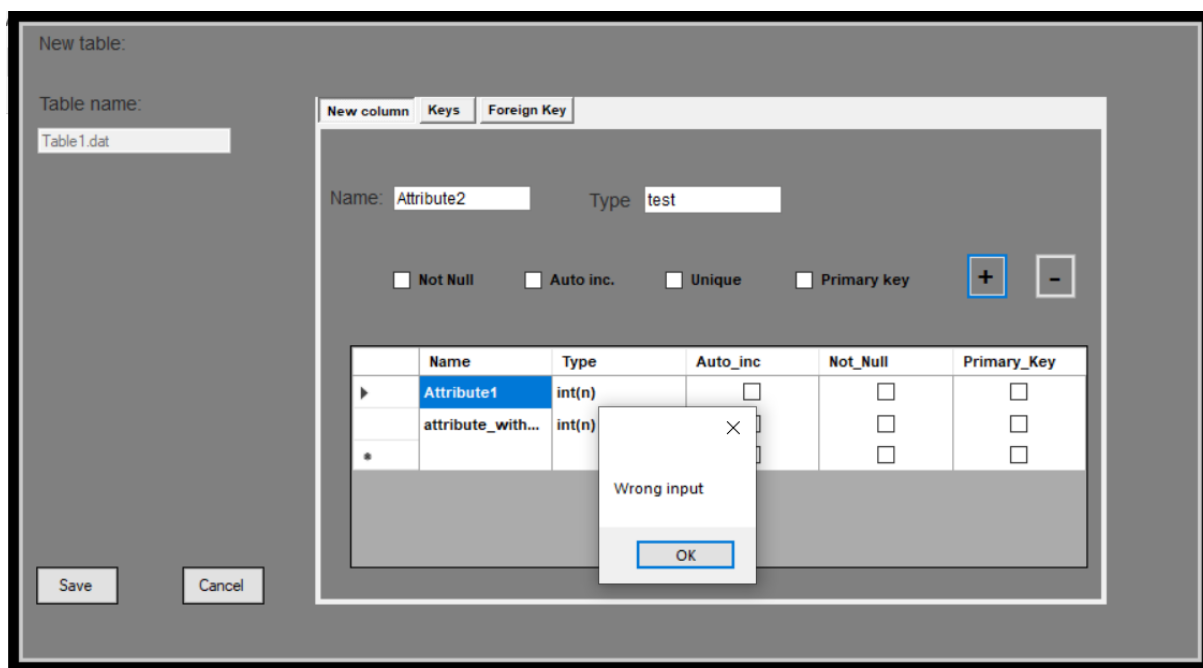 New table:
Table name:
Table1.dat
New column Keys Foreign Key
Name: Attribute2 Type test
Not Null Auto inc. Unique Primary key + -
Name Type Auto_inc Not_Null Primary_Key
Attribute1 int(n)
attribute_with... int(n)
Wrong input
OK
Save Cancel